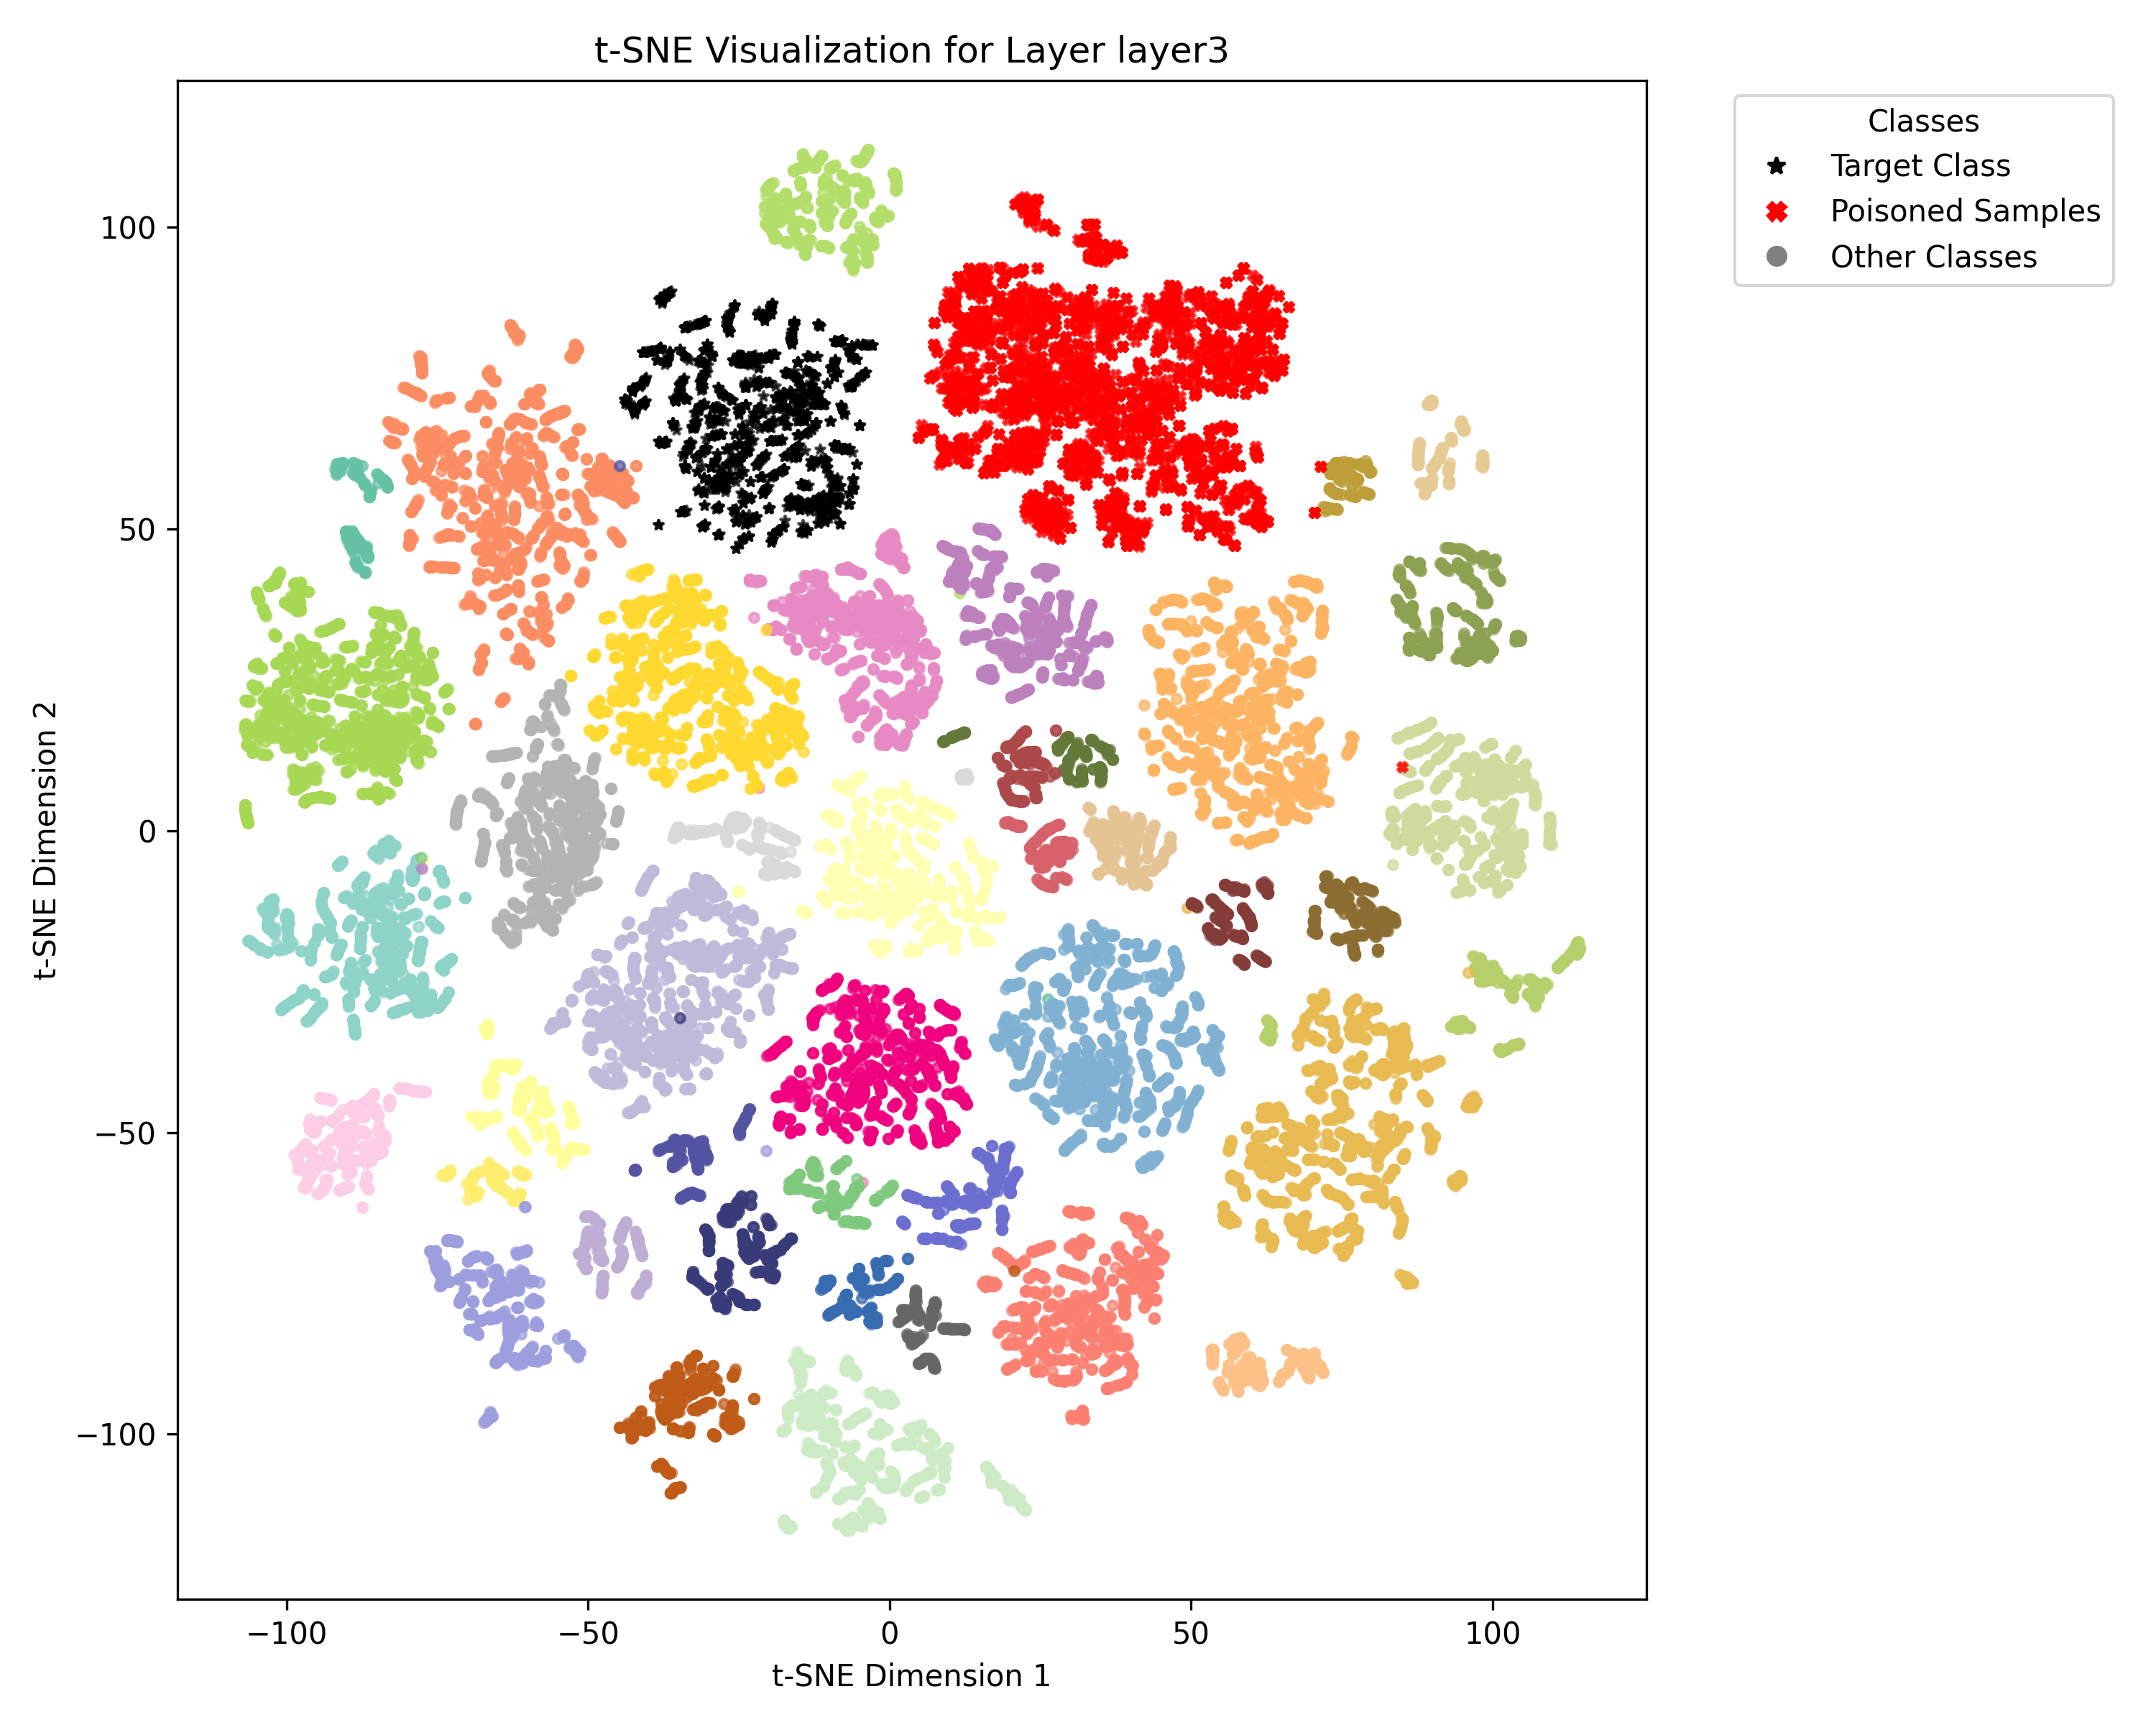 t-SNE Visualization for Layer layer3
Classes
Target Class
Poisoned Samples
Other Classes
t-SNE Dimension 2
100
50
0
−50
−100
−100
−50
0
50
100
t-SNE Dimension 1